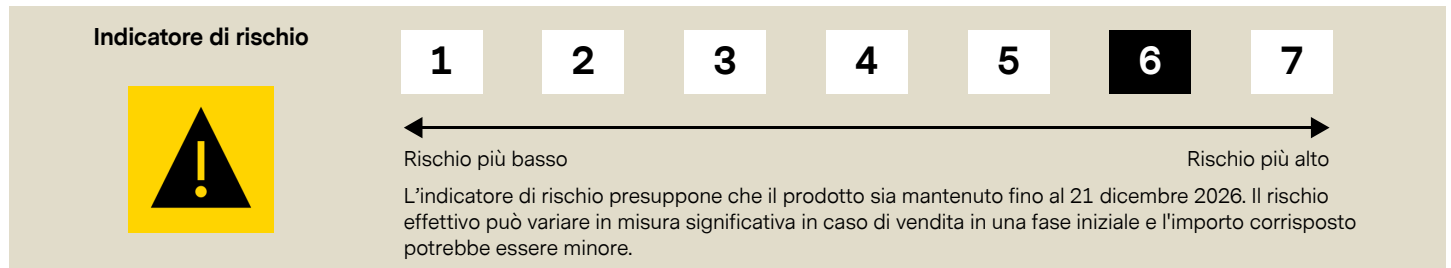 Indicatore di rischio
1 2 3 4 5 6 7
Rischio più basso
Rischio più alto
L’indicatore di rischio presuppone che il prodotto sia mantenuto fino al 21 dicembre 2026. Il rischio
effettivo può variare in misura significativa in caso di vendita in una fase iniziale e l'importo corrisposto
potrebbe essere minore.